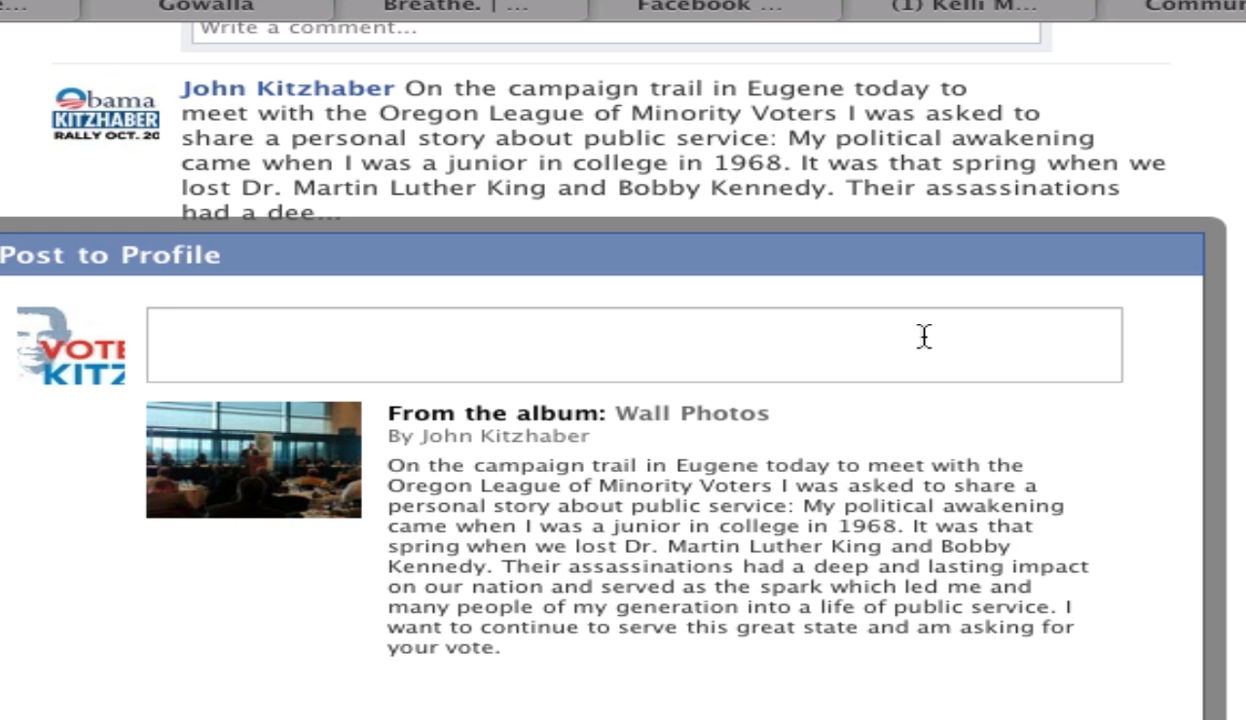 Gowalla
Breathe. | ...
Facebook ...
(1) Kelli M...
Commun
Write a comment...
Obama
KITZHABER
RALLY OCT. 20
John Kitzhaber On the campaign trail in Eugene today to
meet with the Oregon League of Minority Voters I was asked to
share a personal story about public service: My political awakening
came when I was a junior in college in 1968. It was that spring when we
lost Dr. Martin Luther King and Bobby Kennedy. Their assassinations
had a dee...
Post to Profile
VOTE
KITZ
From the album: Wall Photos
By John Kitzhaber
On the campaign trail in Eugene today to meet with the
Oregon League of Minority Voters I was asked to share a
personal story about public service: My political awakening
came when I was a junior in college in 1968. It was that
spring when we lost Dr. Martin Luther King and Bobby
Kennedy. Their assassinations had a deep and lasting impact
on our nation and served as the spark which led me and
many people of my generation into a life of public service. I
want to continue to serve this great state and am asking for
your vote.